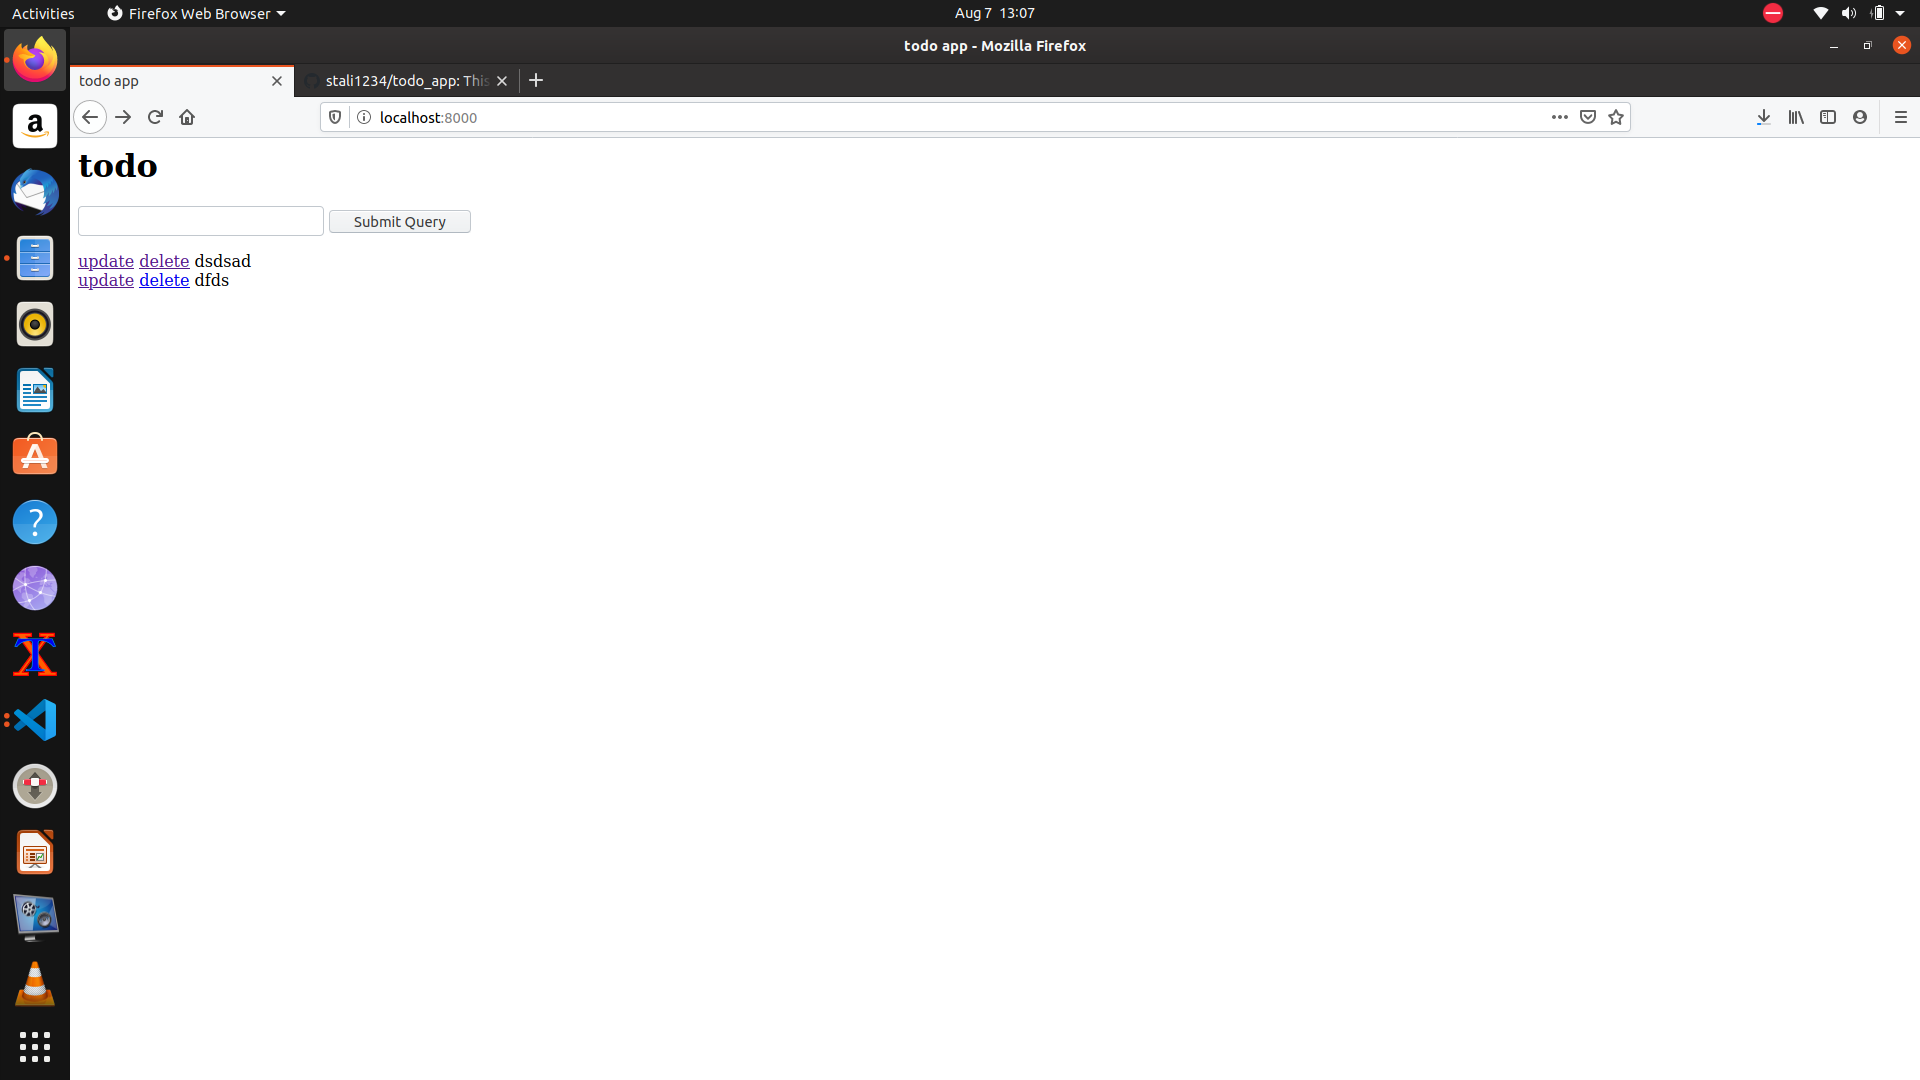 Activities Firefox Web Browser Aug 7 13:07
todo app - Mozilla Firefox
todo app stali1234/todo_app: This
localhost:8000
todo
Submit Query
update delete dsdsad
update delete dfds